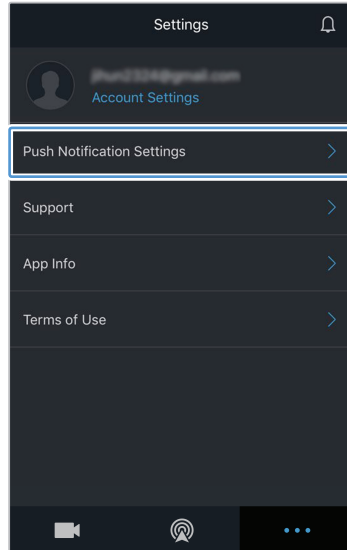 Settings
Account Settings
Push Notification Settings
Support
App Info
Terms of Use